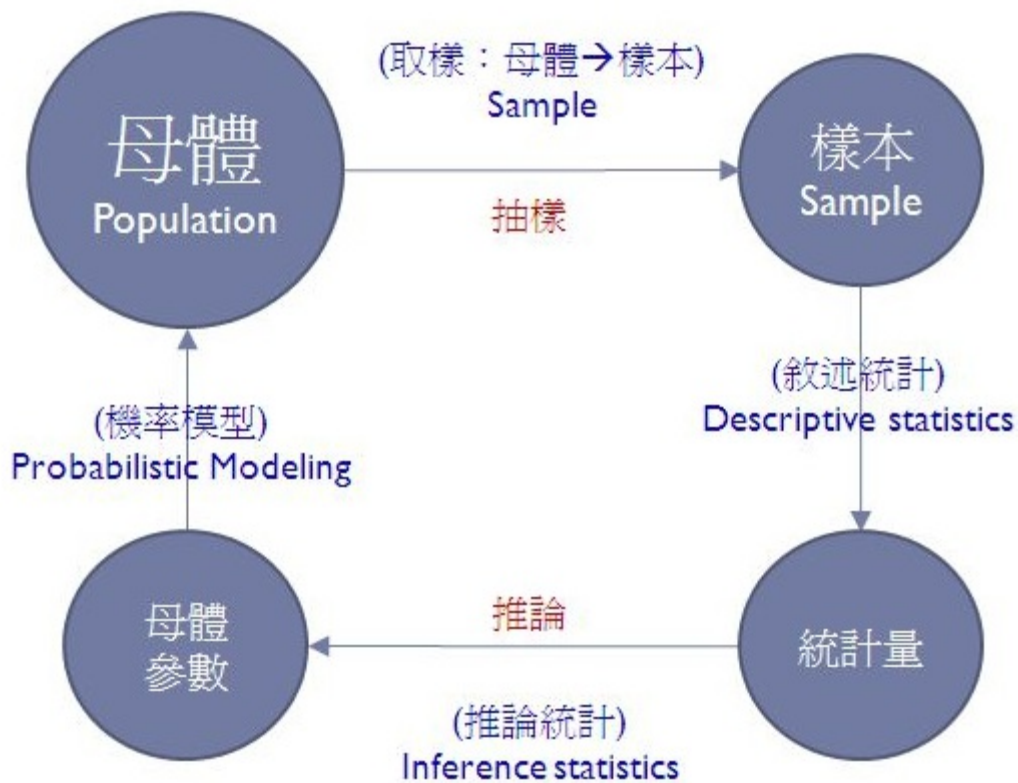 母體
Population
(取樣：母體→樣本)
Sample
抽樣
樣本
Sample
(敘述統計)
Descriptive statistics
統計量
推論
(推論統計)
Inference statistics
母體
參數
(機率模型)
Probabilistic Modeling